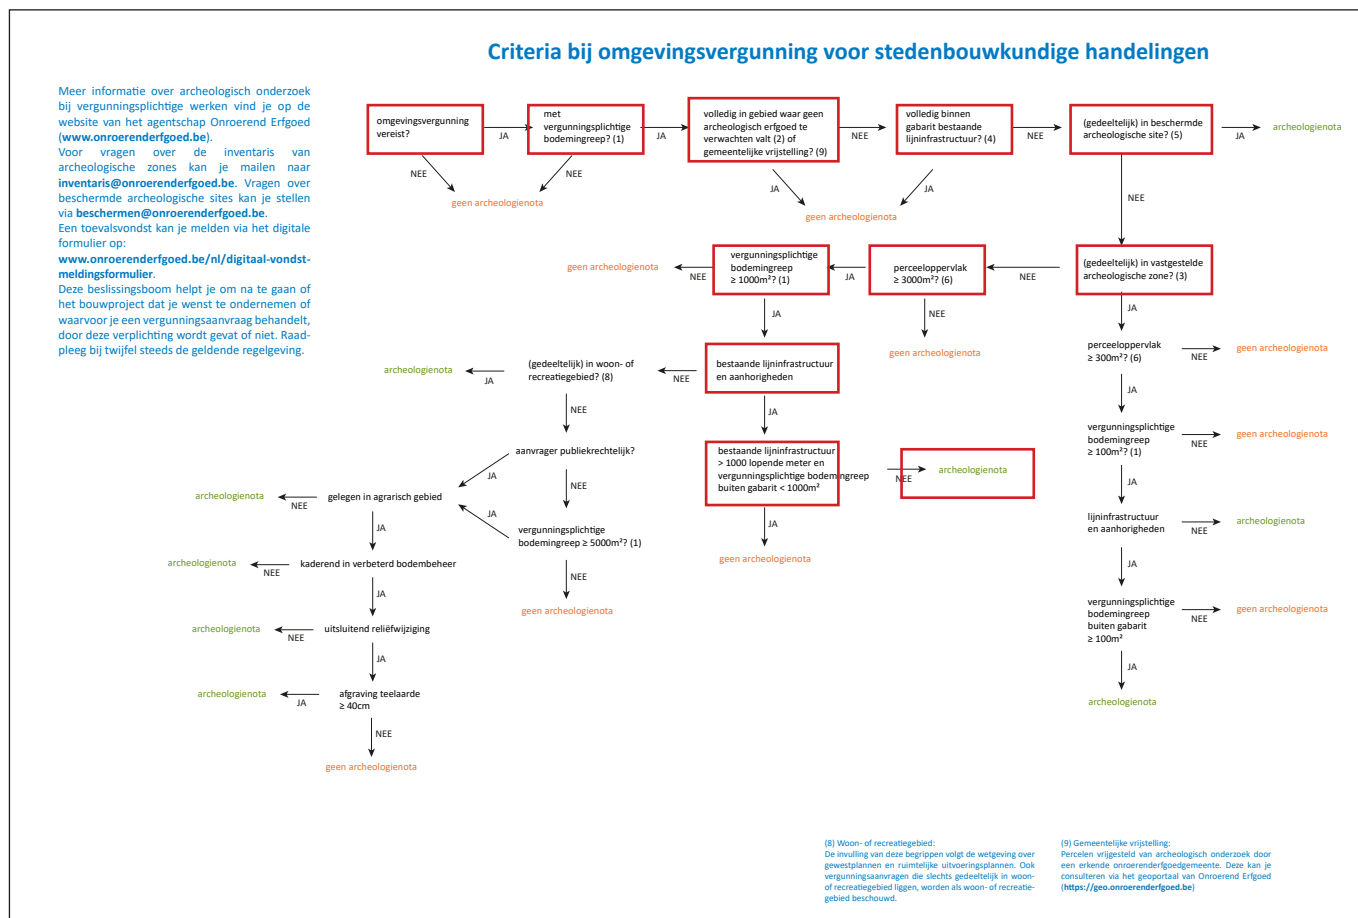 Criteria bij omgevingsvergunning voor stedenbouwkundige handelingen
Meer informatie over archeologisch onderzoek
bij vergunningsplichtige werken vind je op de
website van het agentschap Onroerend Erfgoed
(www.onroerenderfgoed.be).
Voor vragen over de inventaris van
archeologische zones kan je mailen naar
inventaris@onroerenderfgoed.be. Vragen over
beschermde archeologische sites kan je stellen
via beschermen@onroerenderfgoed.be.
Een toevalsvondst kan je melden via het digitale
formulier op:
www.onroerenderfgoed.be/nl/digitaal-vondst-
meldingsformulier.
Deze beslissingsboom helpt je om na te gaan of
het bouwproject dat je wenst te ondernemen of
waarvoor je een vergunningsaanvraag behandelt,
door deze verplichting wordt gevat of niet. Raad-
pleeg bij twijfel steeds de geldende regelgeving.
omgevingsvergunning
vereist?
JA
NEE
met
vergunningsplichtige
bodemingreep? (1)
JA
NEE
geen archeologienota
volledig in gebied waar geen
archeologisch erfgoed te
verwachten valt (2) of
gemeentelijke vrijstelling? (9)
NEE
JA
volledig binnen
gabarit bestaande
lijninfrastructuur? (4)
NEE
JA
geen archeologienota
(gedeeltelijk) in beschermde
archeologische site? (5)
JA
archeologienota
NEE
(gedeeltelijk) in vastgestelde
archeologische zone? (3)
NEE
JA
perceeloppervlak
≥ 3000m²? (6)
JA
NEE
geen archeologienota
vergunningsplichtige
bodemingreep
≥ 1000m²? (1)
NEE
geen archeologienota
JA
bestaande lijninfrastructuur
en aanhorigheden
NEE
JA
(gedeeltelijk) in woon- of
recreatiegebied? (8)
JA
archeologienota
NEE
bestaande lijninfrastructuur
> 1000 lopende meter en
vergunningsplichtige bodemingreep
buiten gabarit < 1000m²
NEE
archeologienota
JA
geen archeologienota
aanvrager publiekrechtelijk?
JA
NEE
vergunningsplichtige
bodemingreep ≥ 5000m²? (1)
JA
NEE
geen archeologienota
gelegen in agrarisch gebied
NEE
archeologienota
JA
kaderend in verbeterd bodembeheer
NEE
archeologienota
JA
uitsluitend reliëfwijziging
NEE
archeologienota
JA
afgraving teelaarde
≥ 40cm
JA
archeologienota
NEE
geen archeologienota
perceeloppervlak
≥ 300m²? (6)
NEE
geen archeologienota
JA
vergunningsplichtige
bodemingreep
≥ 100m²? (1)
NEE
geen archeologienota
JA
lijninfrastructuur
en aanhorigheden
NEE
archeologienota
JA
vergunningsplichtige
bodemingreep
buiten gabarit
≥ 100m²
NEE
geen archeologienota
JA
archeologienota
(8) Woon- of recreatiegebied:
De invulling van deze begrippen volgt de wetgeving over
gewestplannen en ruimtelijke uitvoeringsplannen. Ook
vergunningsaanvragen die slechts gedeeltelijk in woon-
of recreatiegebied liggen, worden als woon- of recreatie-
gebied beschouwd.
(9) Gemeentelijke vrijstelling:
Percelen vrijgesteld van archeologisch onderzoek door
een erkende onroerenderfgoedgemeente. Deze kan je
consulteren via het geoportaal van Onroerend Erfgoed
(https://geo.onroerenderfgoed.be)